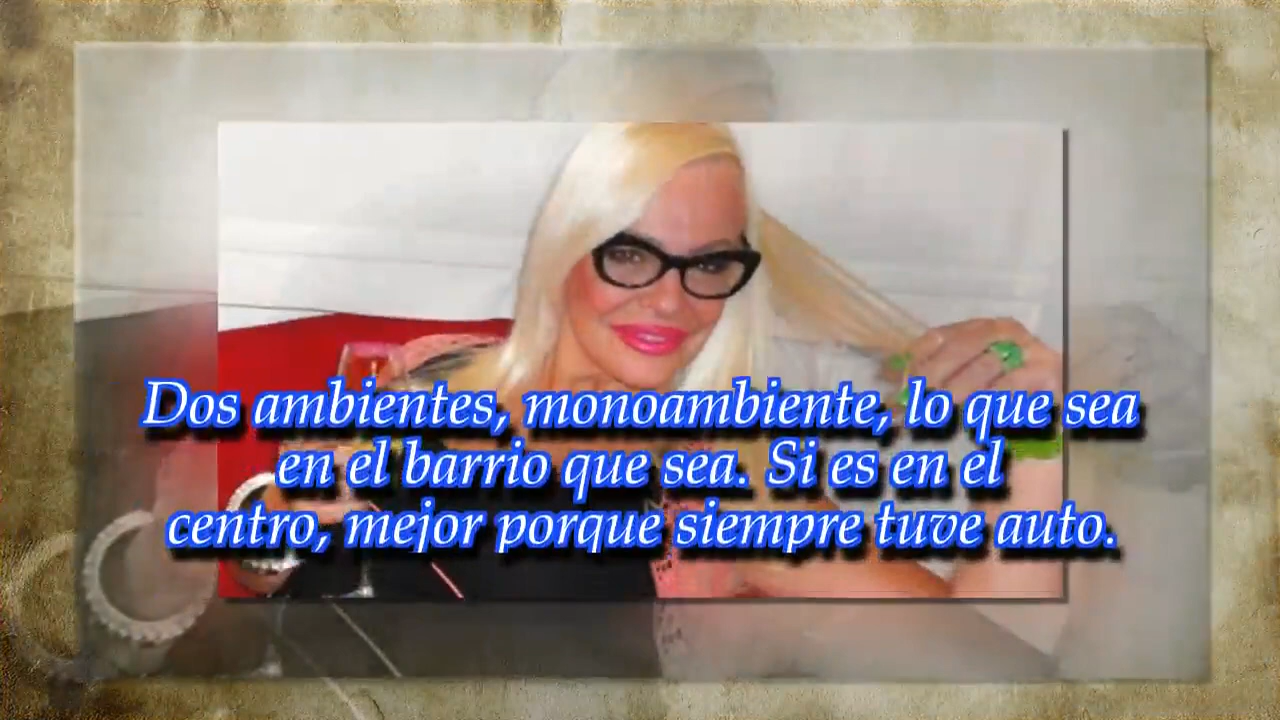 Dos ambientes, monoambiente, lo que sea
en el barrio que sea. Si es en el
centro, mejor porque siempre tuve auto.